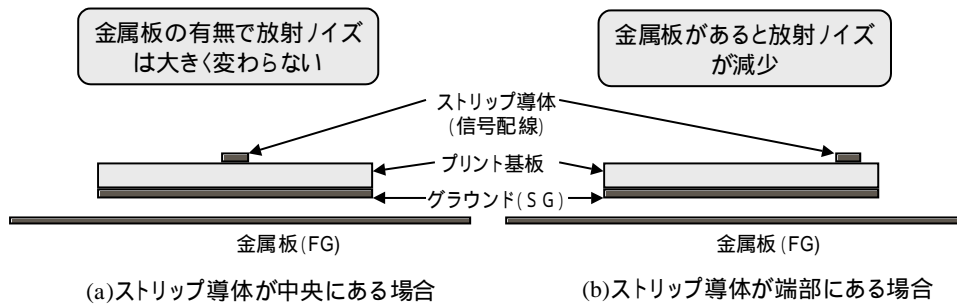 金属板の有無で放射ノイズ
は大きく変わらない
金属板があると放射ノイズ
が減少
ストリップ導体
(信号配線)
プリント基板
グラウンド(SG)
金属板(FG)
金属板(FG)
(a)ストリップ導体が中央にある場合
(b)ストリップ導体が端部にある場合